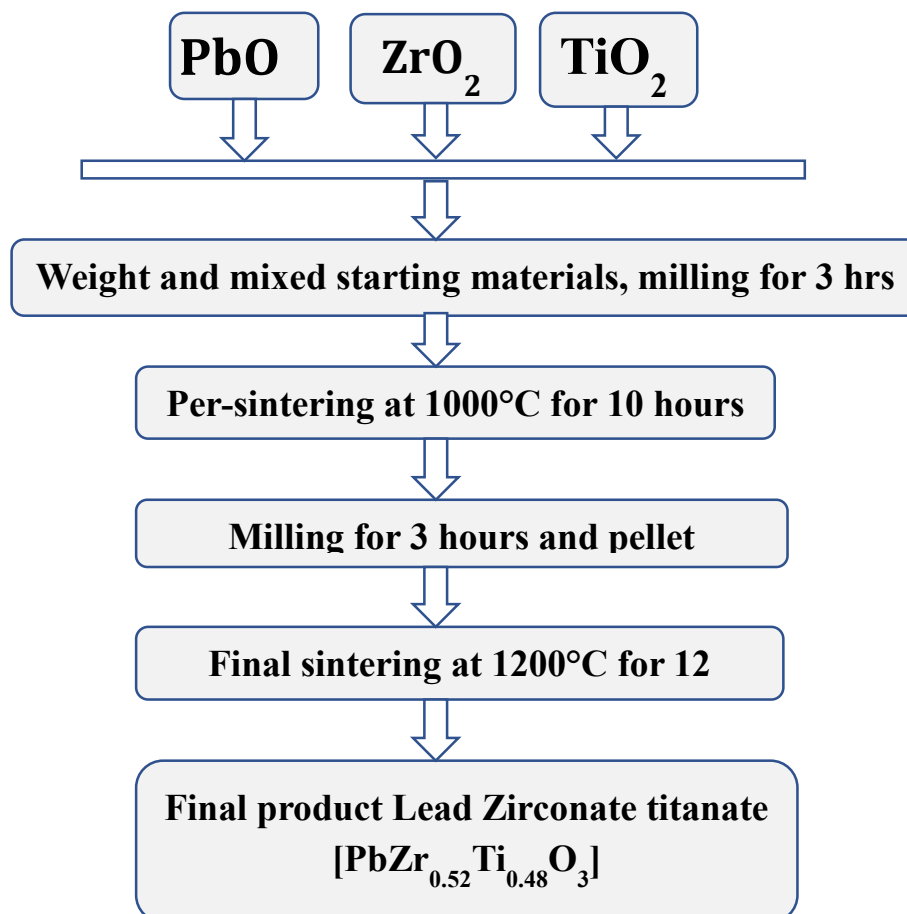 PbO
ZrO₂
TiO₂
Weight and mixed starting materials, milling for 3 hrs
Per-sintering at 1000°C for 10 hours
Milling for 3 hours and pellet
Final sintering at 1200°C for 12
Final product Lead Zirconate titanate
[PbZr₀.₅₂Ti₀.₄₈O₃]